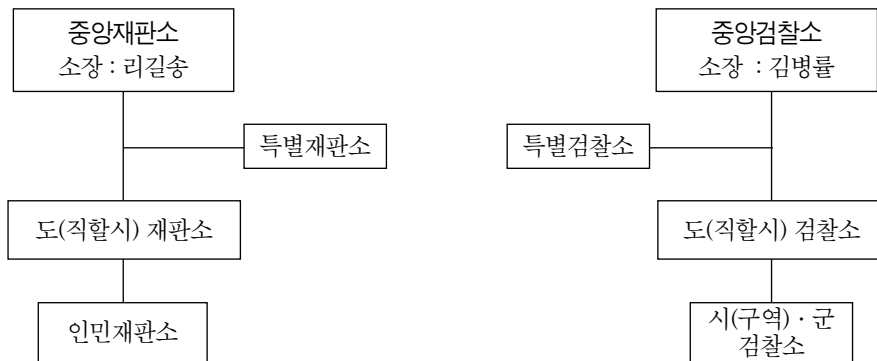 중앙재판소
소장 : 리길송
중앙검찰소
소장 : 김병률
특별재판소
특별검찰소
도(직할시) 재판소
도(직할시) 검찰소
인민재판소
시(구역)·군
검찰소